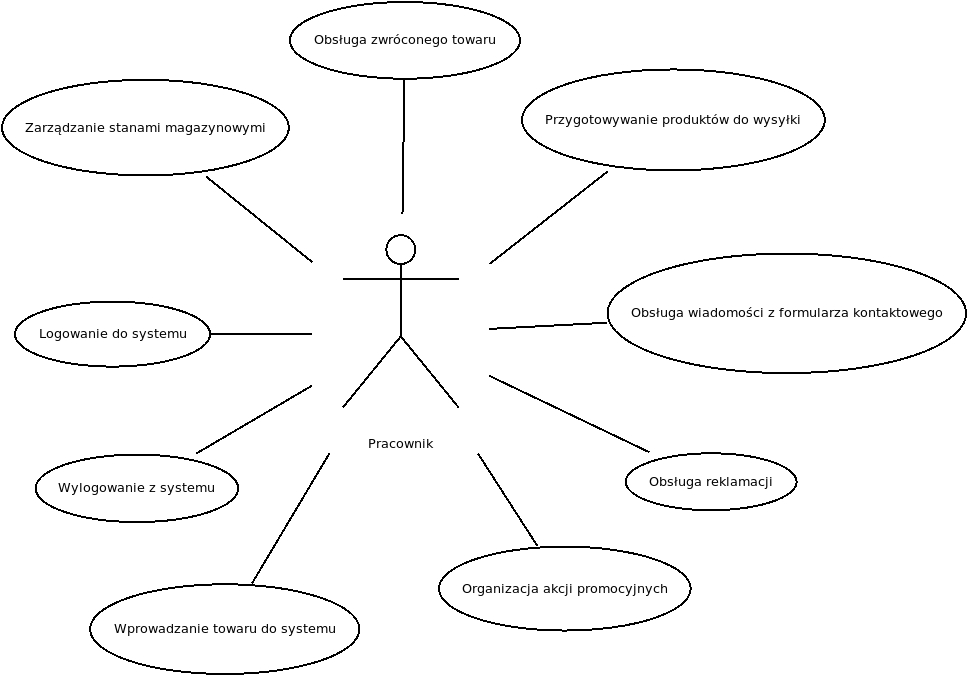 Obsługa zwróconego towaru
Przygotowywanie produktów do wysyłki
Zarządzanie stanami magazynowymi
Obsługa wiadomości z formularza kontaktowego
Logowanie do systemu
Pracownik
Obsługa reklamacji
Wylogowanie z systemu
Organizacja akcji promocyjnych
Wprowadzanie towaru do systemu